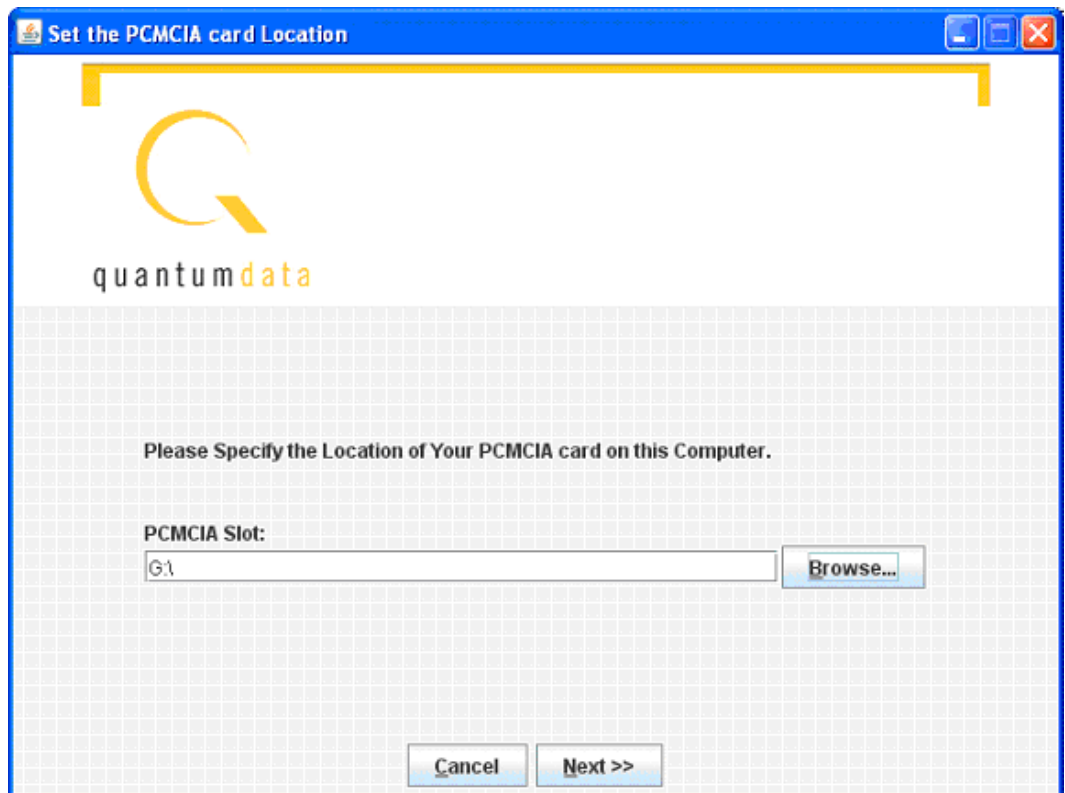 Set the PCMCIA card Location
quantumdata
Please Specify the Location of Your PCMCIA card on this Computer.
PCMCIA Slot:
G:\
Browse...
Cancel
Next >>